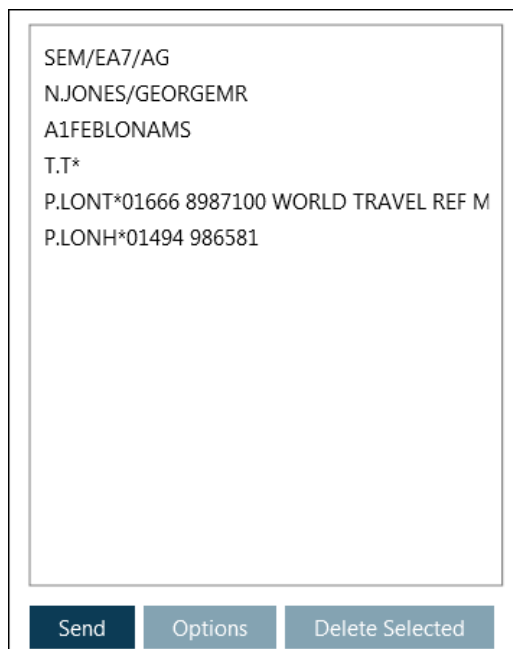 SEM/EA7/AG
N.JONES/GEORGEMR
A1FEBLONAMS
T.T*
P.LONT*01666 8987100 WORLD TRAVEL REF M
P.LONH*01494 986581
Send Options Delete Selected